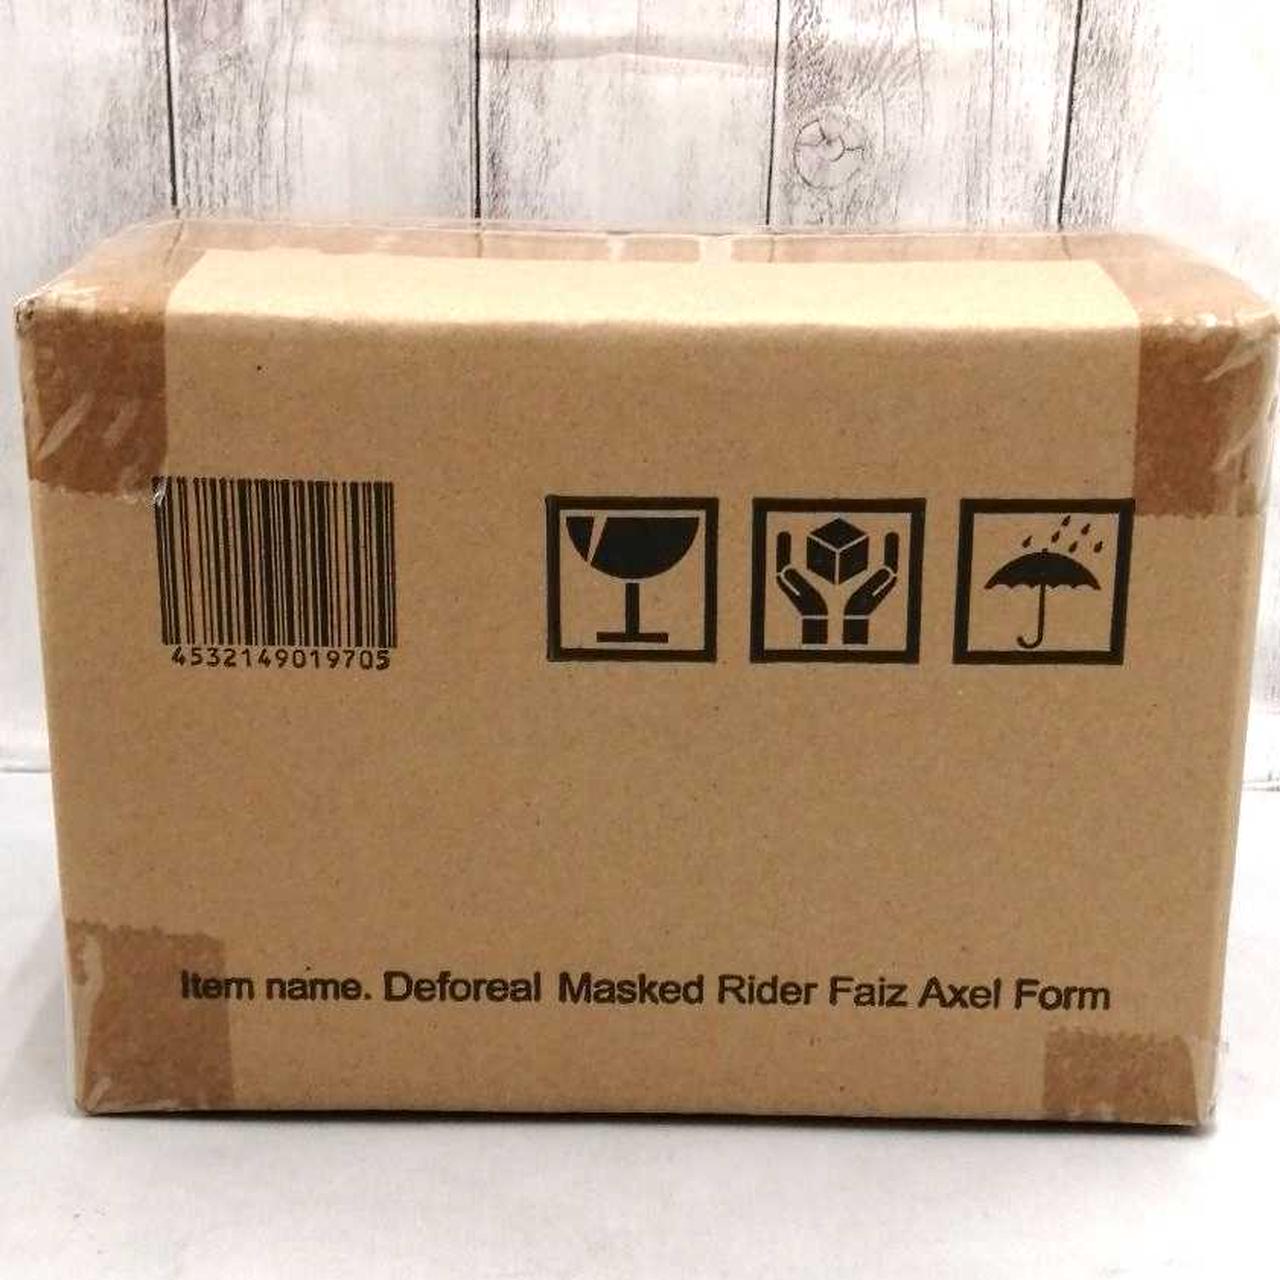 4532149019705
Item name. Deforeal Masked Rider Faiz Axel Form